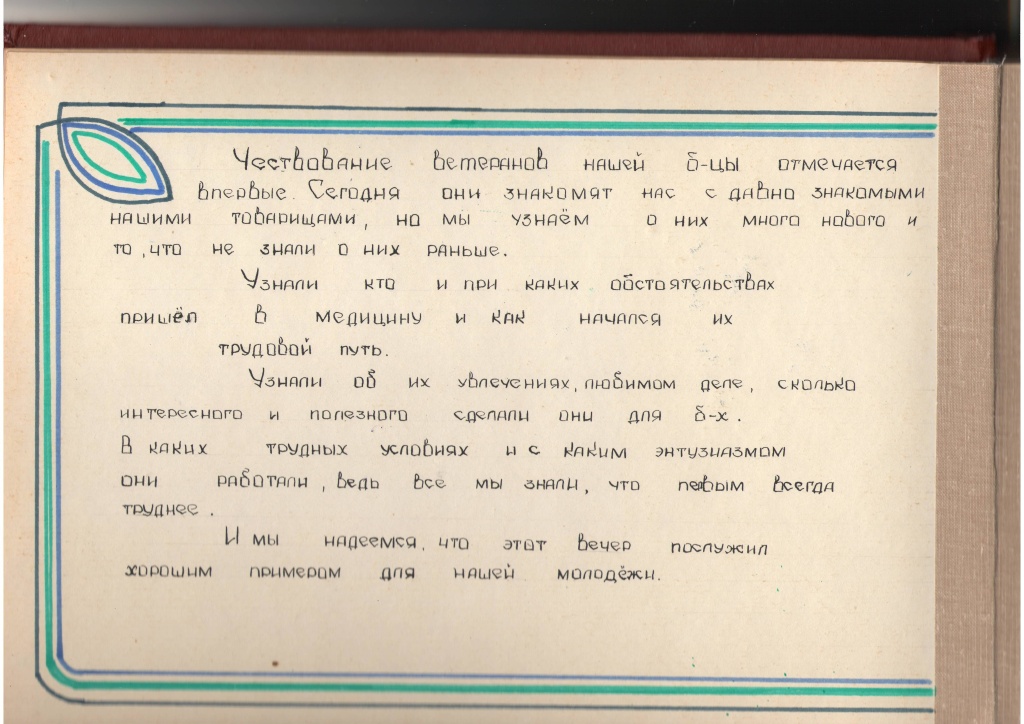 Чествование ветеранов нашей б-цы отмечается
впервые. Сегодня они знакомят нас с давно знакомыми
нашими товарищами, но мы узнаём о них много нового и
то, что не знали о них раньше.
Узнали кто и при каких обстоятельствах
пришёл в медицину и как начался их
трудовой путь.
Узнали об их увлечениях, любимом деле, сколько
интересного и полезного сделали они для б-х.
В каких трудных условиях и с каким энтузиазмом
они работали, ведь все мы знали, что первым всегда
труднее.
И мы надеемся, что этот вечер послужил
хорошим примером для нашей молодёжи.